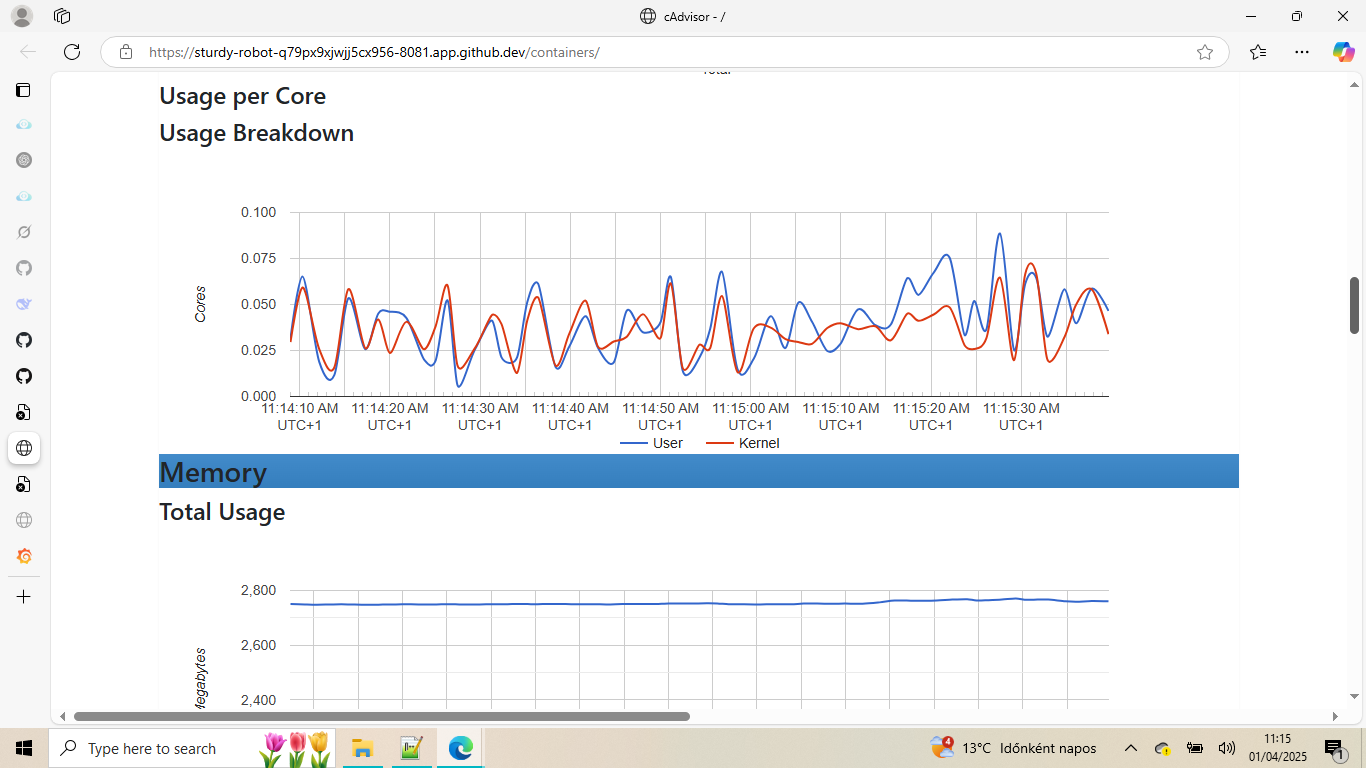 cAdvisor - /
https://sturdy-robot-q79px9xjwjj5cx956-8081.app.github.dev/containers/
Total
Usage per Core
Usage Breakdown
0.100
0.075
0.050
0.025
0.000
Cores
11:14:10 AM 11:14:20 AM 11:14:30 AM 11:14:40 AM 11:14:50 AM 11:15:00 AM 11:15:10 AM 11:15:20 AM 11:15:30 AM
UTC+1 UTC+1 UTC+1 UTC+1 UTC+1 UTC+1 UTC+1 UTC+1 UTC+1
User Kernel
Memory
Total Usage
2,800
2,600
2,400
Megabytes
Type here to search
4
13°C Időnként napos
11:15
01/04/2025
1